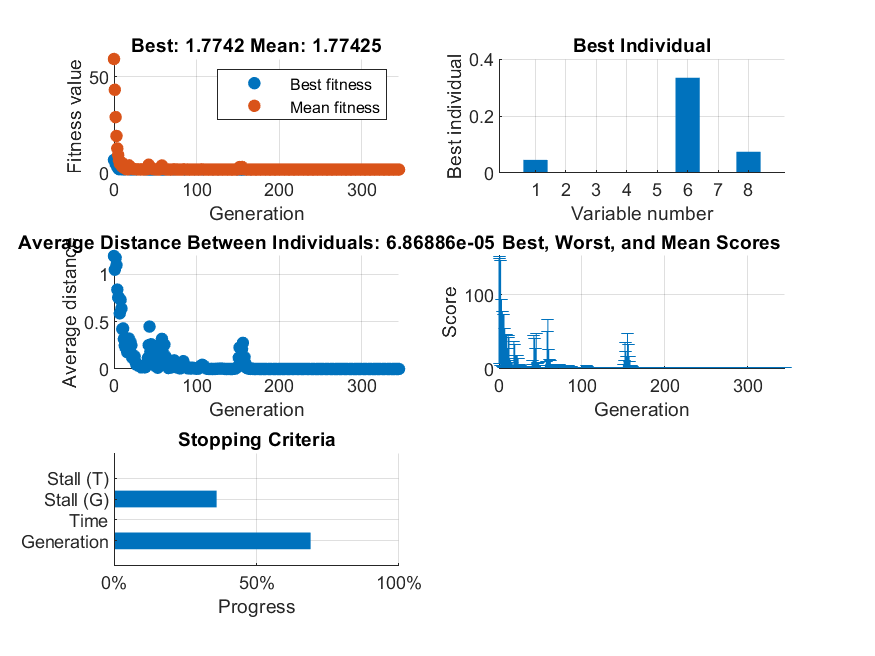 Best: 1.7742 Mean: 1.77425
Fitness value
50
0
Best fitness
Mean fitness
0 100 200 300
Generation
Best Individual
Best individual
0.4
0.2
0
1 2 3 4 5 6 7 8
Variable number
Average Distance Between Individuals: 6.86886e-05
Average distance
1
0.5
0
0 100 200 300
Generation
Best, Worst, and Mean Scores
Score
100
0
0 100 200 300
Generation
Stopping Criteria
Stall (T)
Stall (G)
Time
Generation
0% 50% 100%
Progress